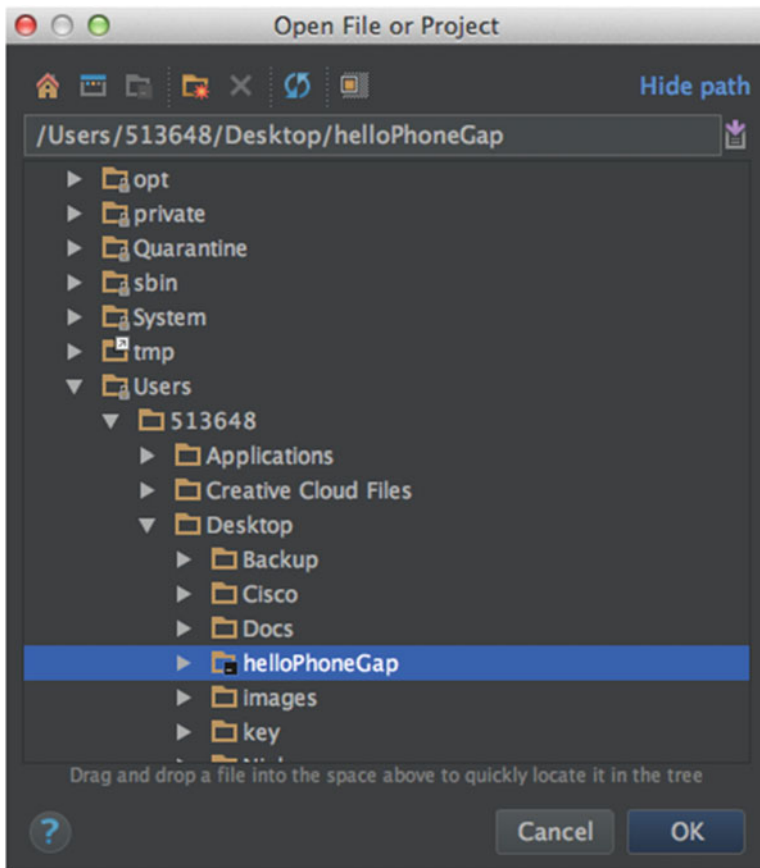 Open File or Project
Hide path
/Users/513648/Desktop/helloPhoneGap
opt
private
Quarantine
sbin
System
tmp
Users
513648
Applications
Creative Cloud Files
Desktop
Backup
Cisco
Docs
helloPhoneGap
images
key
Drag and drop a file into the space above to quickly locate it in the tree
?
Cancel
OK